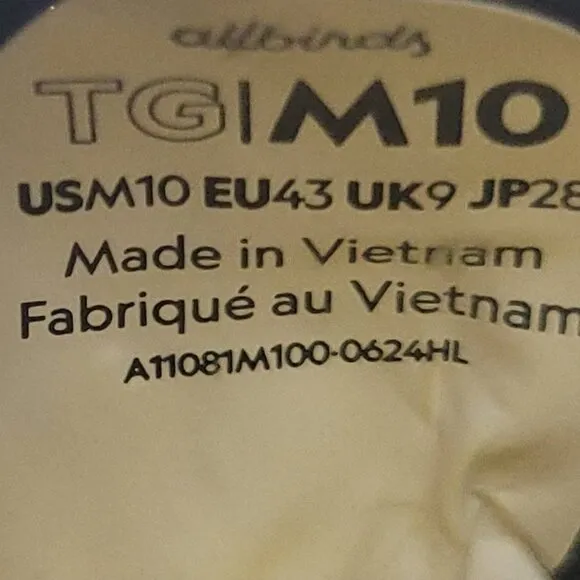 allbirds
TG|M10
USM10 EU43 UK9 JP28
Made in Vietnam
Fabriqué au Vietnam
A11081M100-0624HL